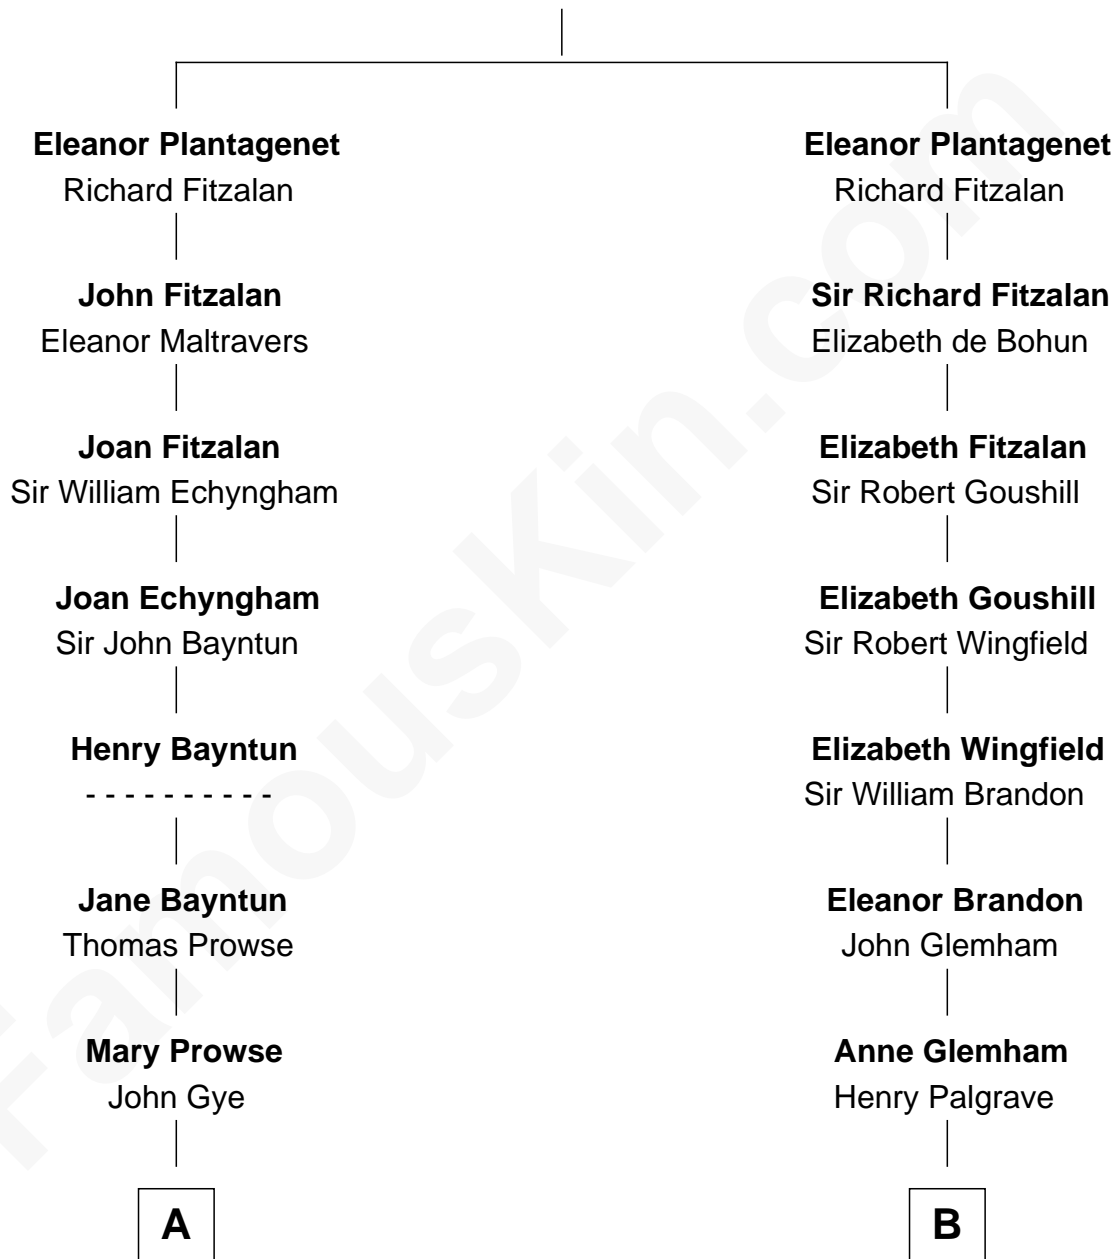 Eleanor Plantagenet
Richard Fitzalan
John Fitzalan
Eleanor Maltravers
Joan Fitzalan
Sir William Echyngham
Joan Echyngham
Sir John Bayntun
Henry Bayntun
- - - - - - - - - -
Jane Bayntun
Thomas Prowse
Mary Prowse
John Gye
A
Eleanor Plantagenet
Richard Fitzalan
Sir Richard Fitzalan
Elizabeth de Bohun
Elizabeth Fitzalan
Sir Robert Goushill
Elizabeth Goushill
Sir Robert Wingfield
Elizabeth Wingfield
Sir William Brandon
Eleanor Brandon
John Glemham
Anne Glemham
Henry Palgrave
B
FamousKin.com